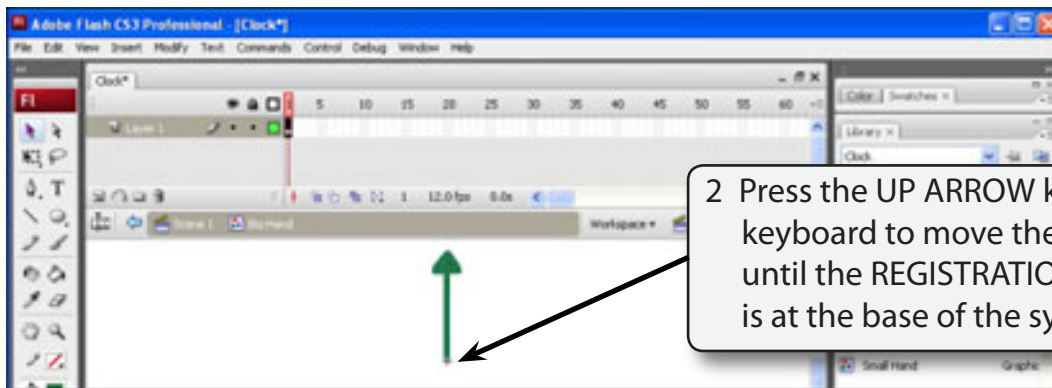 Adobe Flash CS3 Professional - [Clock*]
File Edit View Insert Modify Text Commands Control Debug Window Help
Clock*
Fl
5 10 15 20 25 30 35 40 45 50 55 60
Layer 1
1 12.0 fps 0.0s
Scene 1 Big Hand Workspace
Color Swatches ×
Library ×
Clock
2 Press the UP ARROW k
keyboard to move the
until the REGISTRATIO
is at the base of the sy
Small Hand Graphic